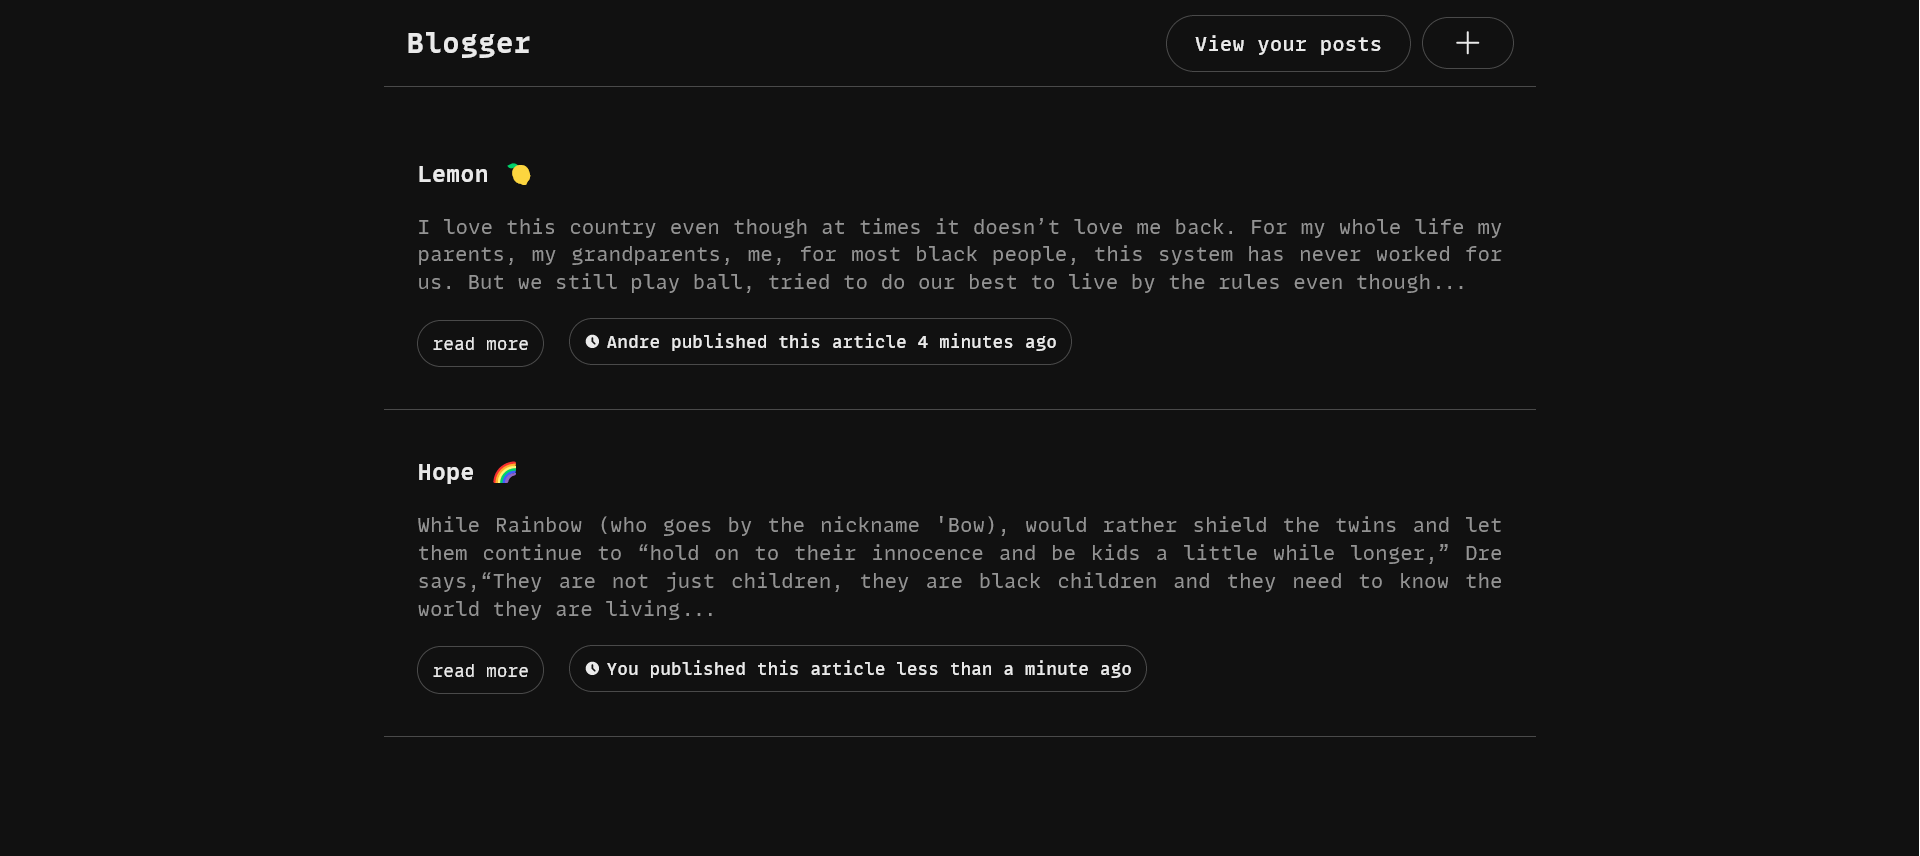 Blogger
View your posts
Lemon 🍋
I love this country even though at times it doesn’t love me back. For my whole life my
parents, my grandparents, me, for most black people, this system has never worked for
us. But we still play ball, tried to do our best to live by the rules even though...
read more
Andre published this article 4 minutes ago
Hope 🌈
While Rainbow (who goes by the nickname 'Bow), would rather shield the twins and let
them continue to “hold on to their innocence and be kids a little while longer,” Dre
says,“They are not just children, they are black children and they need to know the
world they are living...
read more
You published this article less than a minute ago